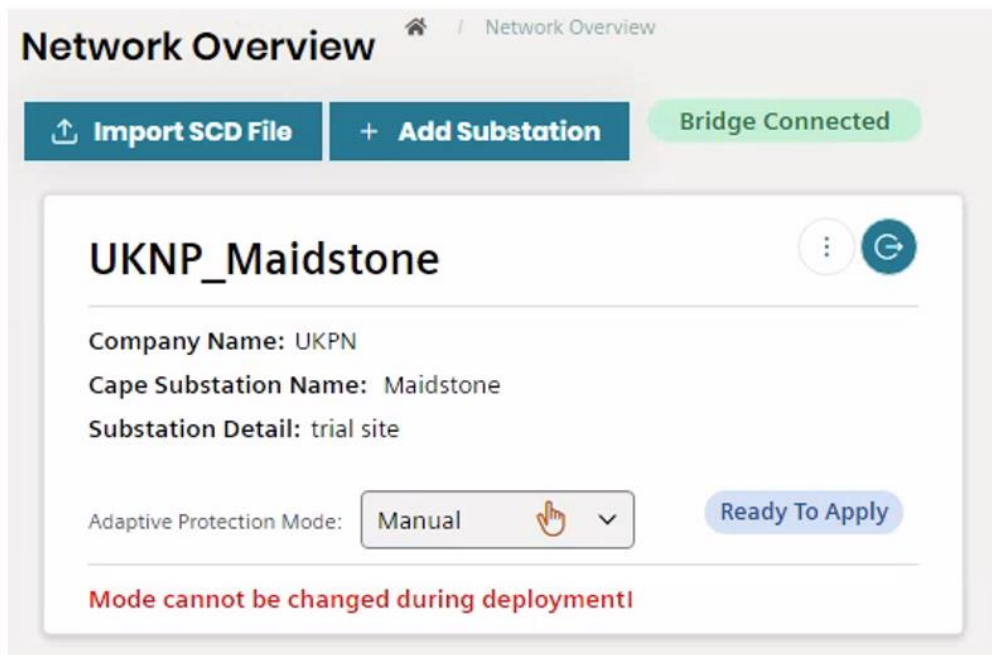 Network Overview
/ Network Overview
Import SCD File
+ Add Substation
Bridge Connected
UKNP_Maidstone
Company Name: UKPN
Cape Substation Name: Maidstone
Substation Detail: trial site
Adaptive Protection Mode: Manual
Ready To Apply
Mode cannot be changed during deployment!